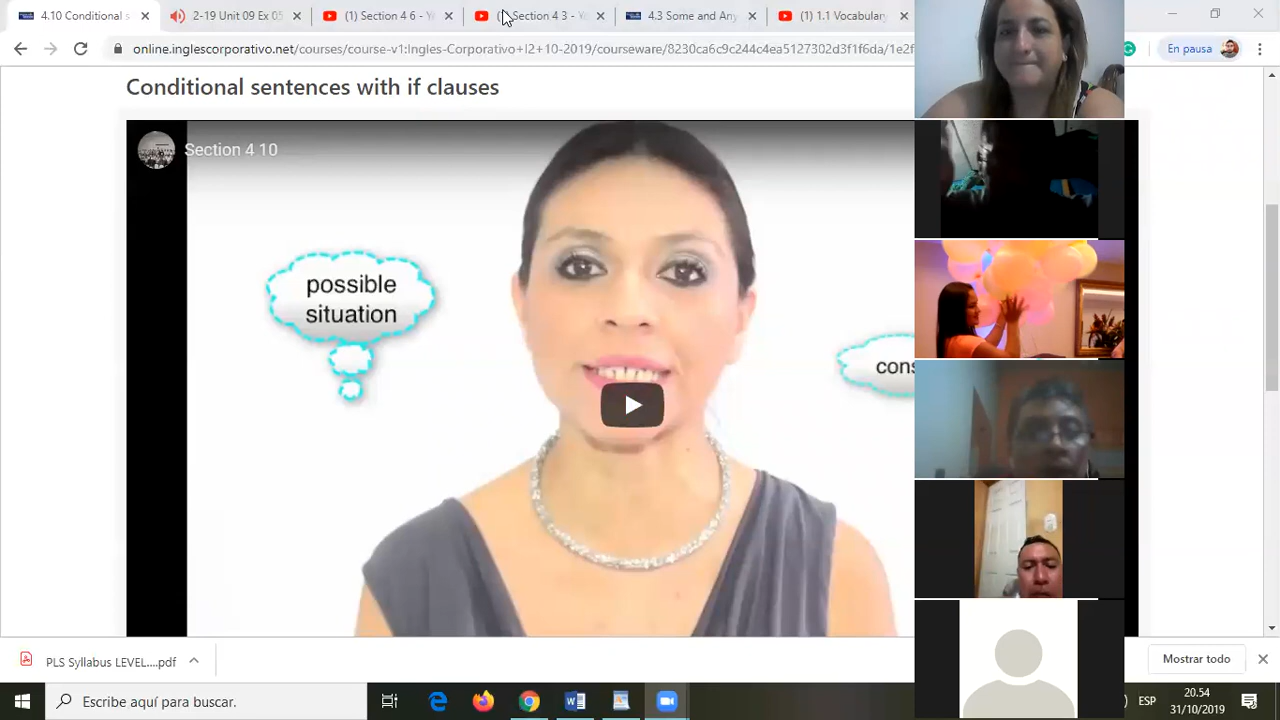 4.10 Conditional s
2.19 Unit 09 Ex 05
(1) Section 4 6 - Y
Section 4 3 - Y
4.3 Some and Any
(1) 1.1 Vocabulary
online.inglescorporativo.net/courses/course-v1:Ingles-Corporativo+I2+10-2019/courseware/8230ca6c9c244c4ea5127302d3f1f6da/1e2f
En pausa
Conditional sentences with if clauses
Section 4 10
possible
situation
cons
PLS Syllabus LEVEL....pdf
Mostrar todo
Escribe aquí para buscar.
ESP
20.54
31/10/2019